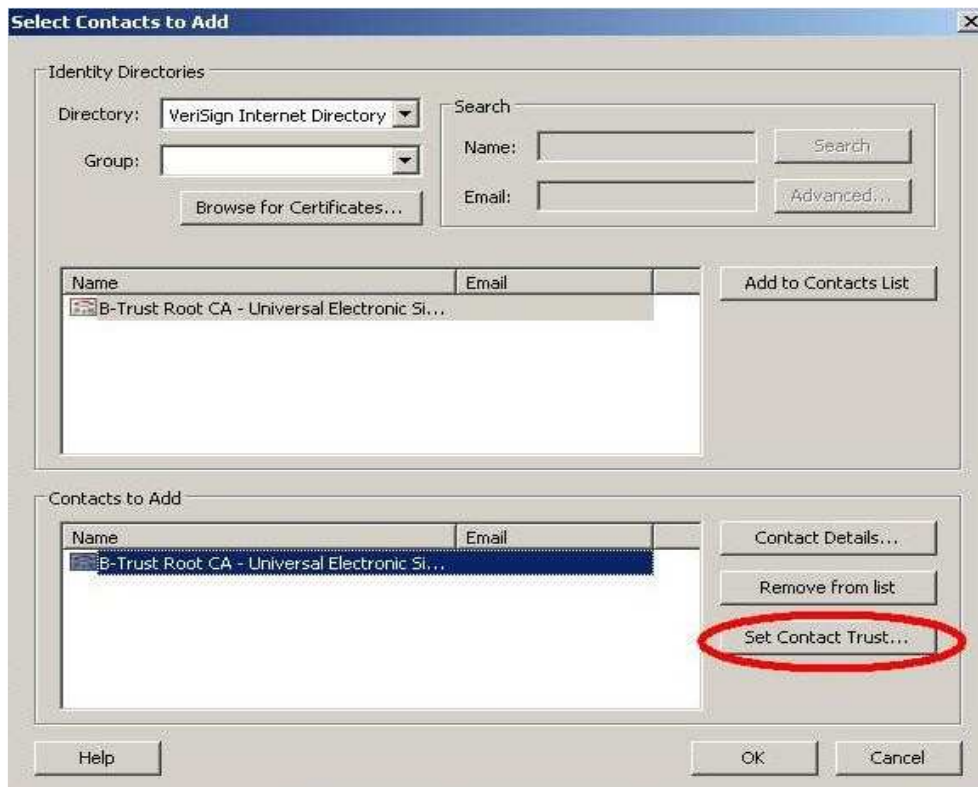 Select Contacts to Add
Identity Directories
Directory: VeriSign Internet Directory
Group:
Browse for Certificates...
Search
Name: Search
Email: Advanced...
Name Email
B-Trust Root CA - Universal Electronic Si...
Add to Contacts List
Contacts to Add
Name Email
B-Trust Root CA - Universal Electronic Si...
Contact Details...
Remove from list
Set Contact Trust...
Help OK Cancel